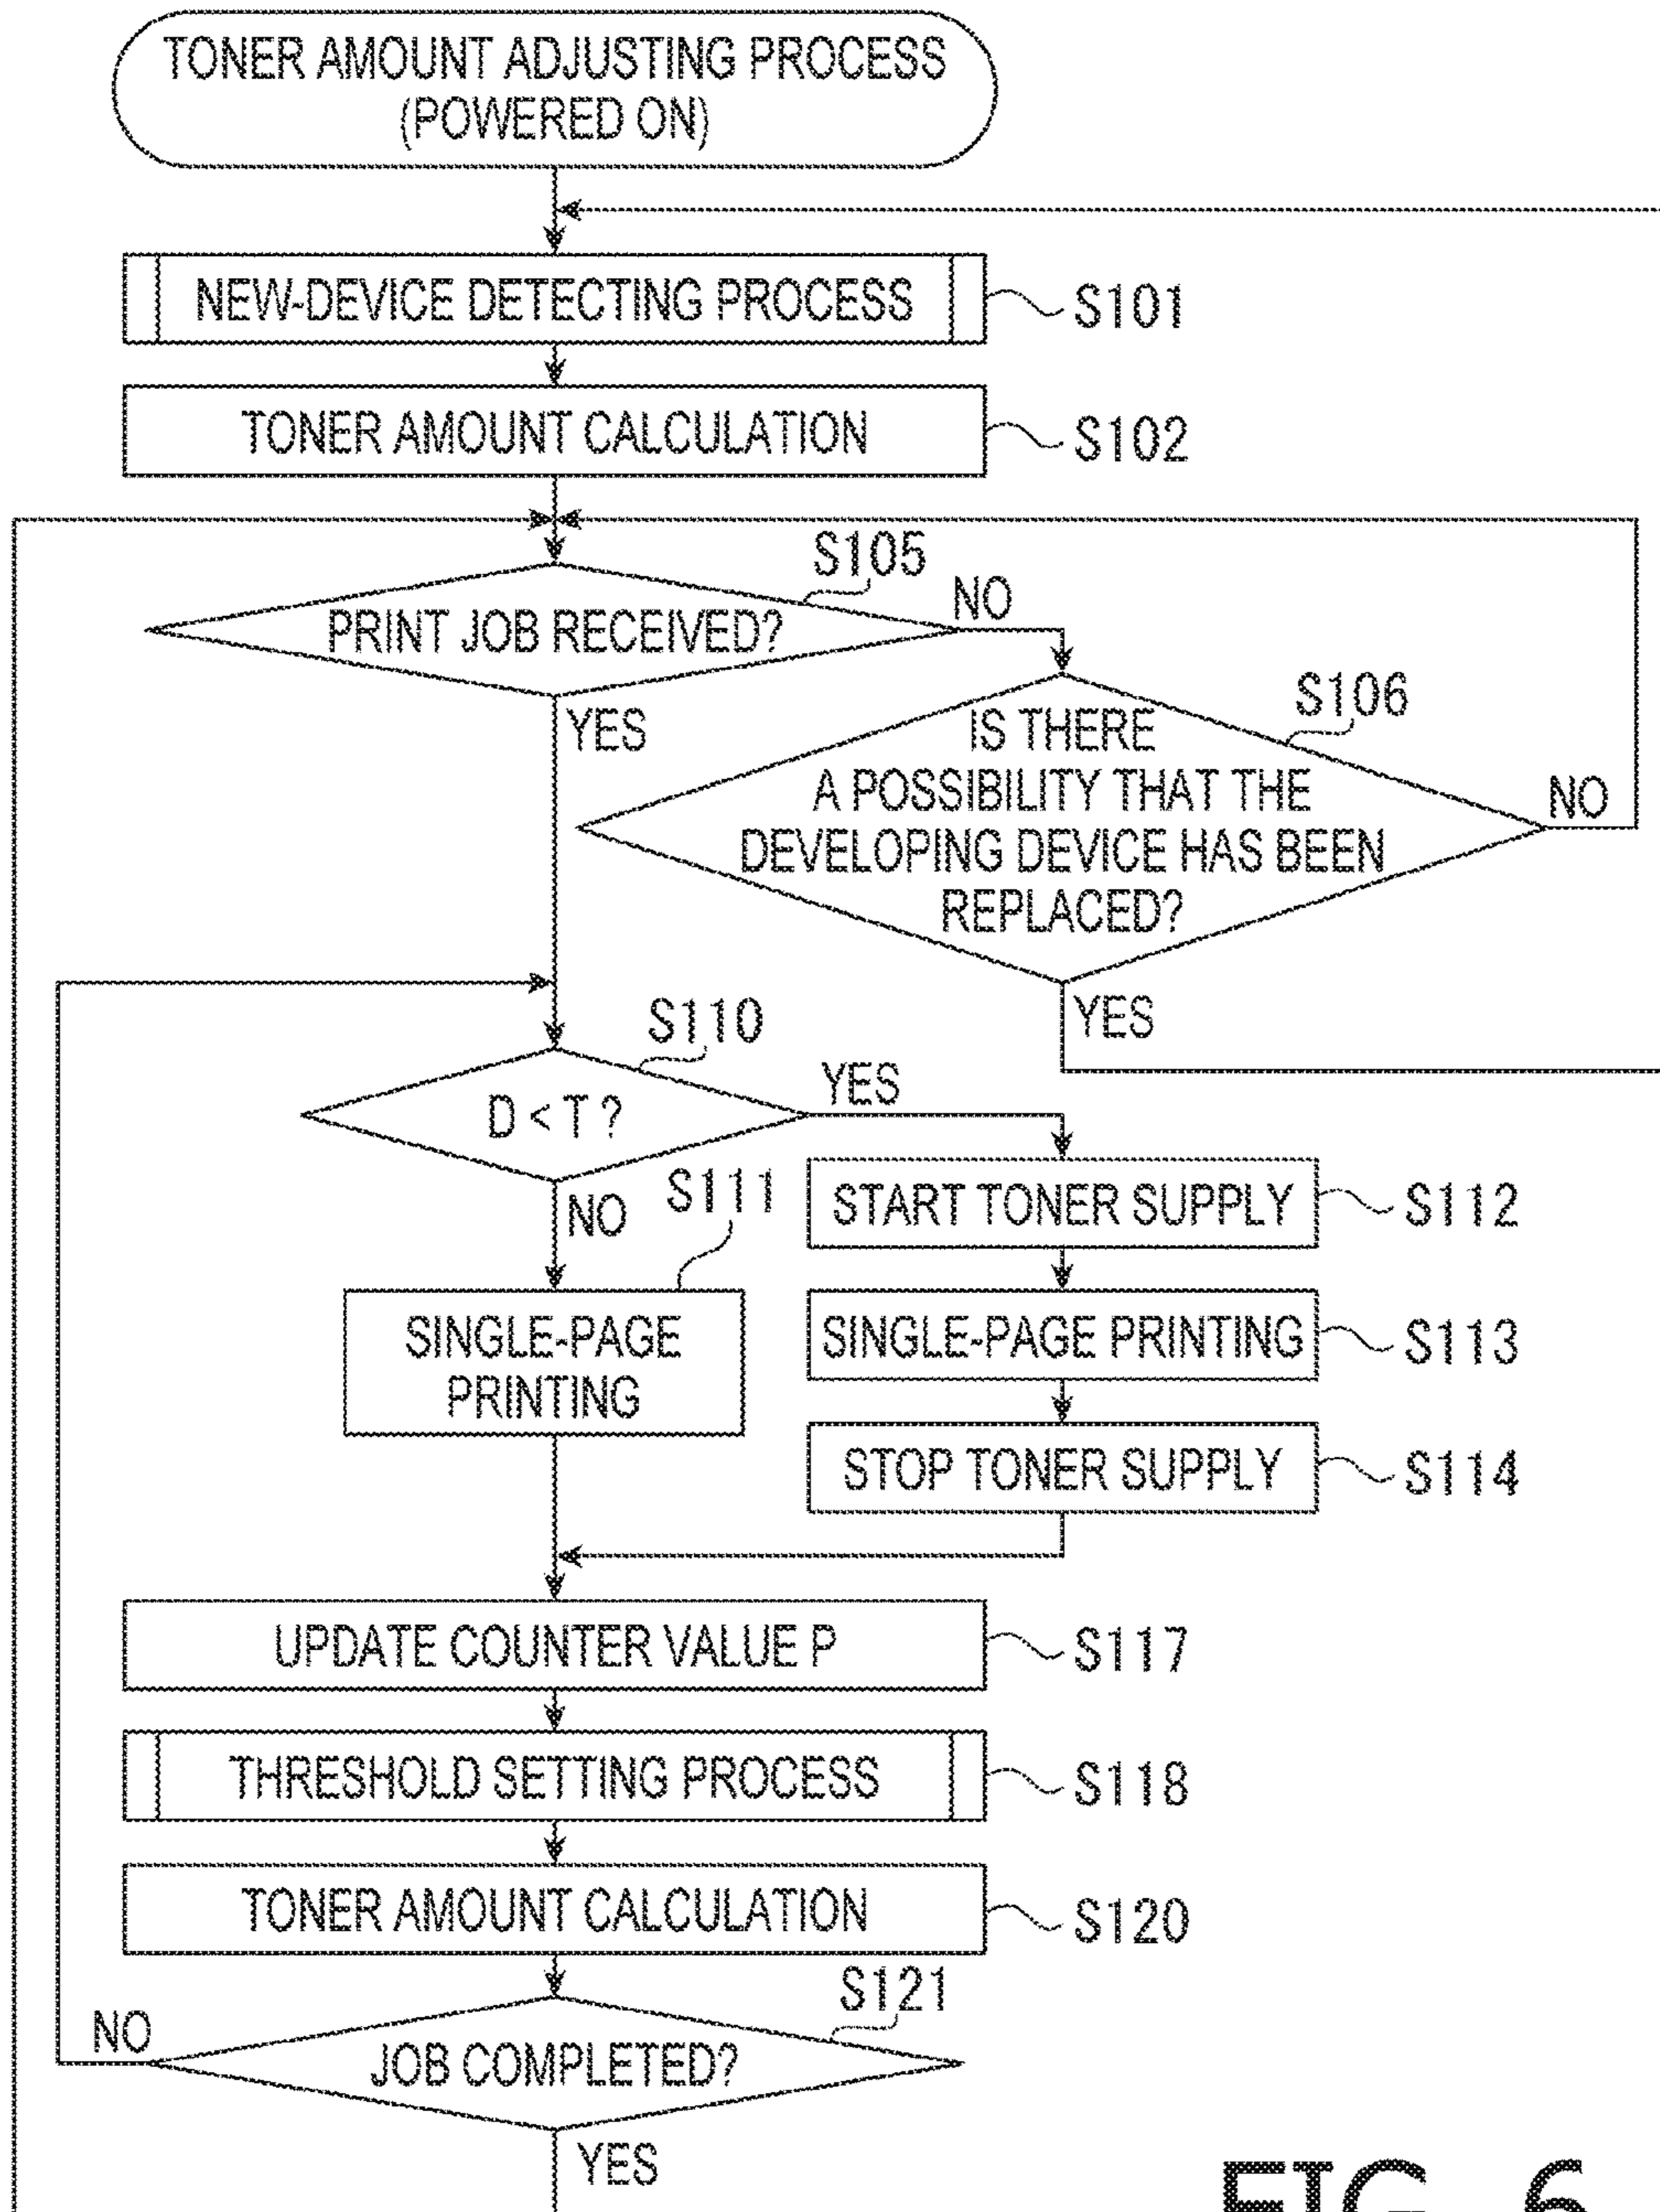 TONER AMOUNT ADJUSTING PROCESS
(POWERED ON)
NEW-DEVICE DETECTING PROCESS
S101
TONER AMOUNT CALCULATION
S102
S105
PRINT JOB RECEIVED?
NO
YES
S106
IS THERE
A POSSIBILITY THAT THE
DEVELOPING DEVICE HAS BEEN
REPLACED?
NO
YES
S110
D < T ?
YES
NO
S111
SINGLE-PAGE
PRINTING
START TONER SUPPLY
S112
SINGLE-PAGE PRINTING
S113
STOP TONER SUPPLY
S114
UPDATE COUNTER VALUE P
S117
THRESHOLD SETTING PROCESS
S118
TONER AMOUNT CALCULATION
S120
S121
JOB COMPLETED?
NO
YES
FIG. 6